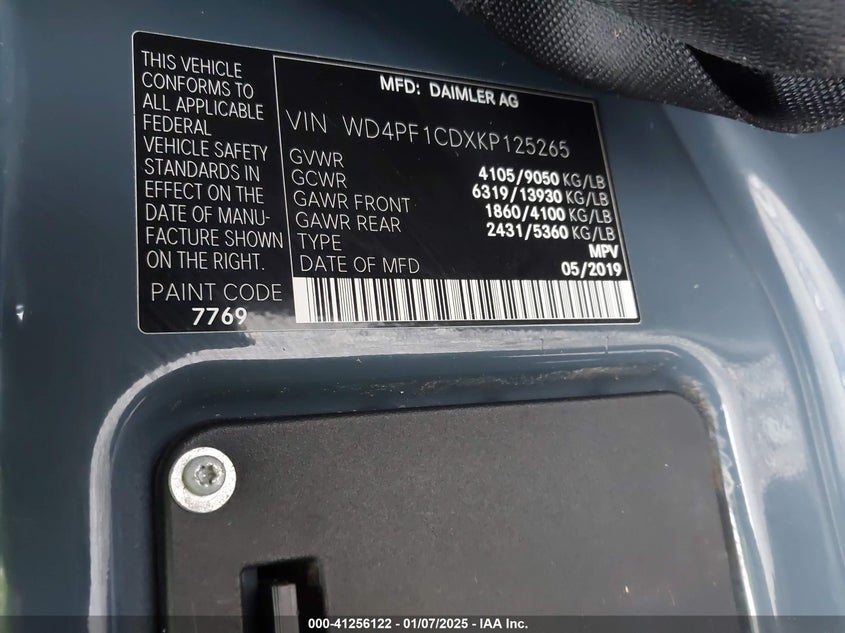 THIS VEHICLE
CONFORMS TO
ALL APPLICABLE
FEDERAL
VEHICLE SAFETY
STANDARDS IN
EFFECT ON THE
DATE OF MANU-
FACTURE SHOWN
ON THE RIGHT.
PAINT CODE
7769
MFD: DAIMLER AG
VIN WD4PF1CDXKP125265
GVWR 4105/9050 KG/LB
GCWR 6319/13930 KG/LB
GAWR FRONT 1860/4100 KG/LB
GAWR REAR 2431/5360 KG/LB
TYPE MPV
DATE OF MFD 05/2019
000-41256122 — 01/07/2025 — IAA Inc.